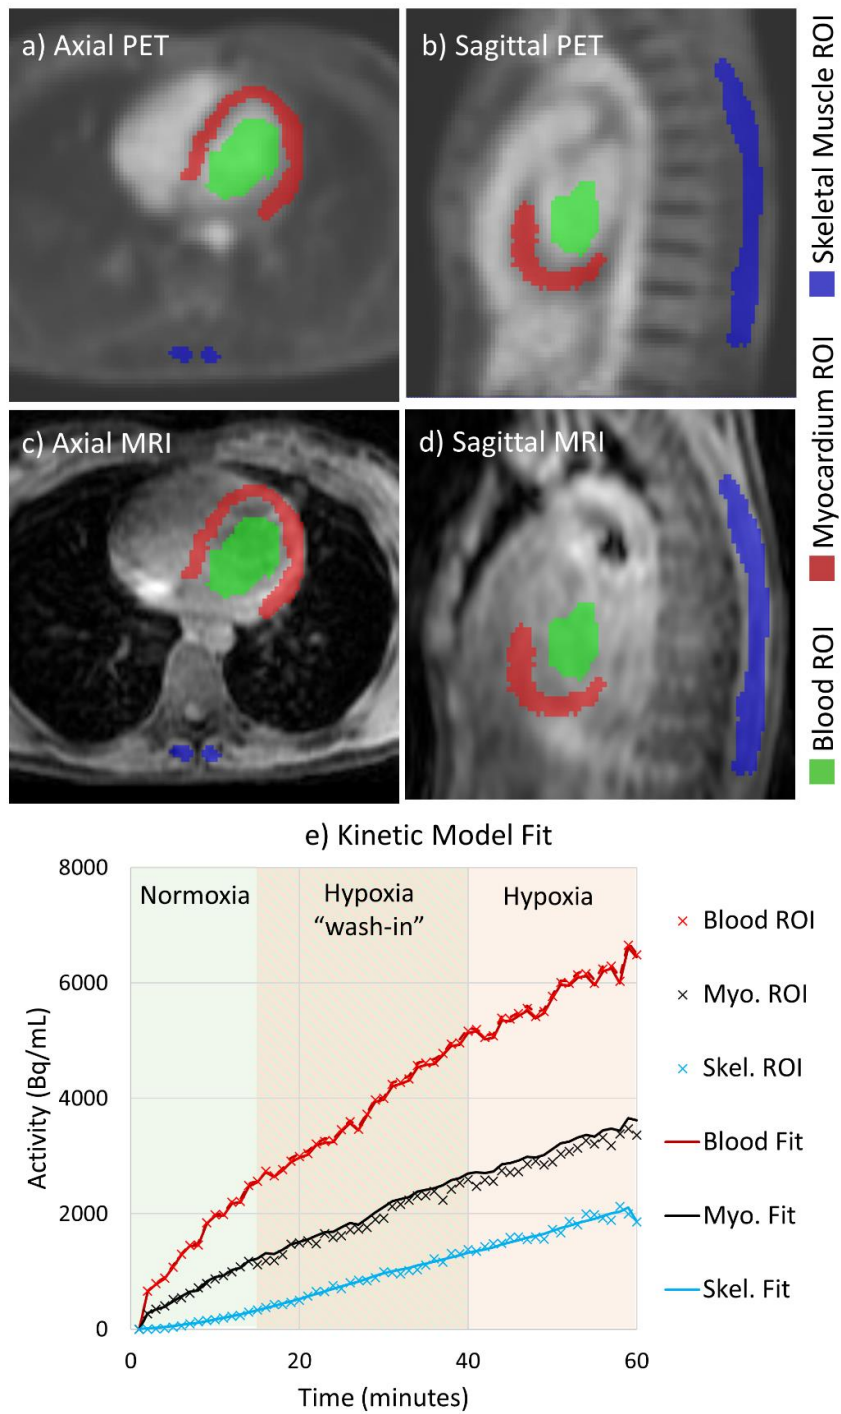 a) Axial PET
b) Sagittal PET
c) Axial MRI
d) Sagittal MRI
Blood ROI
Myocardium ROI
Skeletal Muscle ROI
e) Kinetic Model Fit
8000
6000
4000
2000
0
Activity (Bq/mL)
Normoxia
Hypoxia
“wash-in”
Hypoxia
0
20
40
60
Time (minutes)
Blood ROI
Myo. ROI
Skel. ROI
Blood Fit
Myo. Fit
Skel. Fit